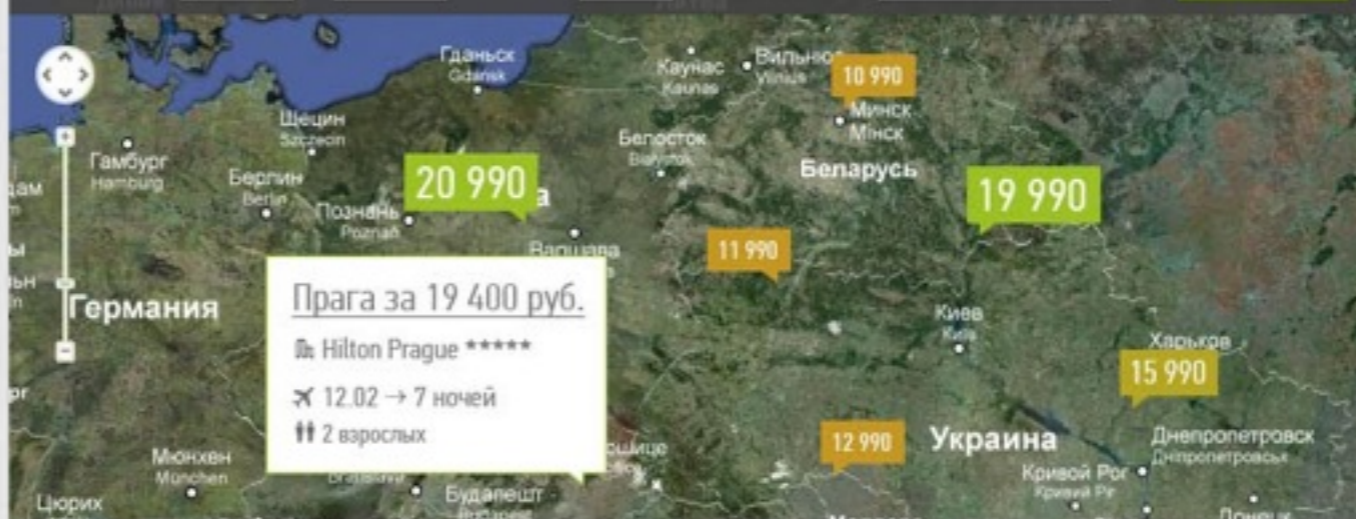 Гданьск
Gdańsk
Каунас
Kaunas
Vilnius
10 990
Минск
Мінск
Щецин
Szczecin
Гамбург
Hamburg
Белосток
Białystok
Беларусь
Берлин
Berlin
20 990
19 990
Познань
Poznań
Варшава
11 990
Германия
Прага за 19 400 руб.
Hilton Prague *****
12.02 → 7 ночей
2 взрослых
Киев
Київ
Харьков
15 990
12 990
Украина
Днепропетровск
Дніпропетровськ
Кривой Рог
Кривий Ріг
Мюнхен
München
Будапешт
Budapest
Цюрих
Донецк